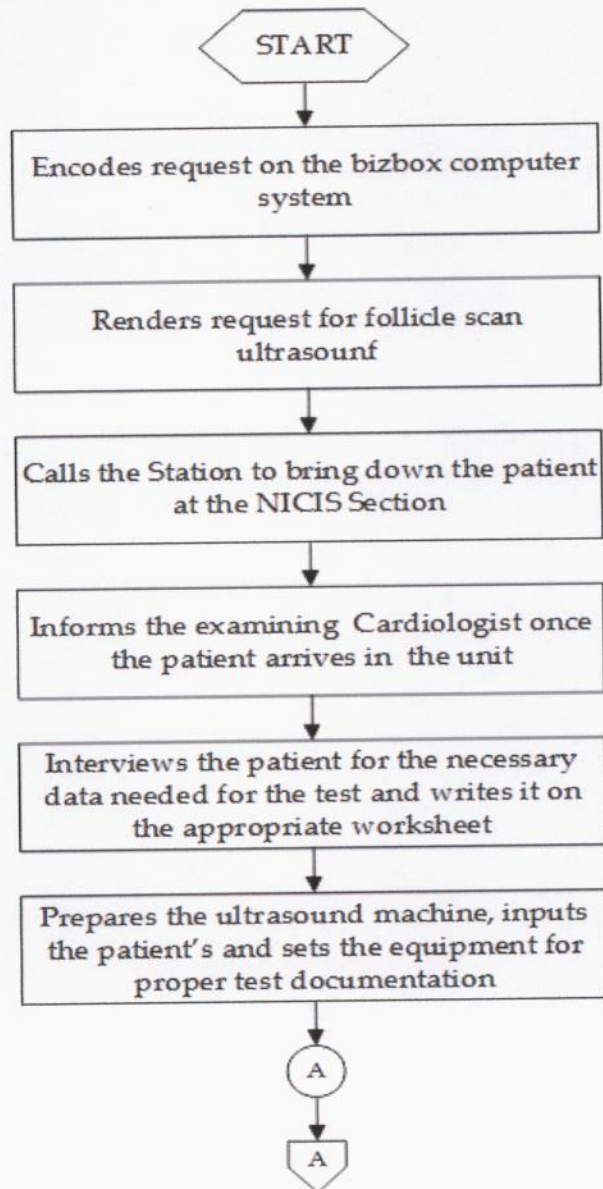 START
Encodes request on the bizbox computer
system
Renders request for follicle scan
ultrasounf
Calls the Station to bring down the patient
at the NICIS Section
Informs the examining Cardiologist once
the patient arrives in the unit
Interviews the patient for the necessary
data needed for the test and writes it on
the appropriate worksheet
Prepares the ultrasound machine, inputs
the patient's and sets the equipment for
proper test documentation
A
A